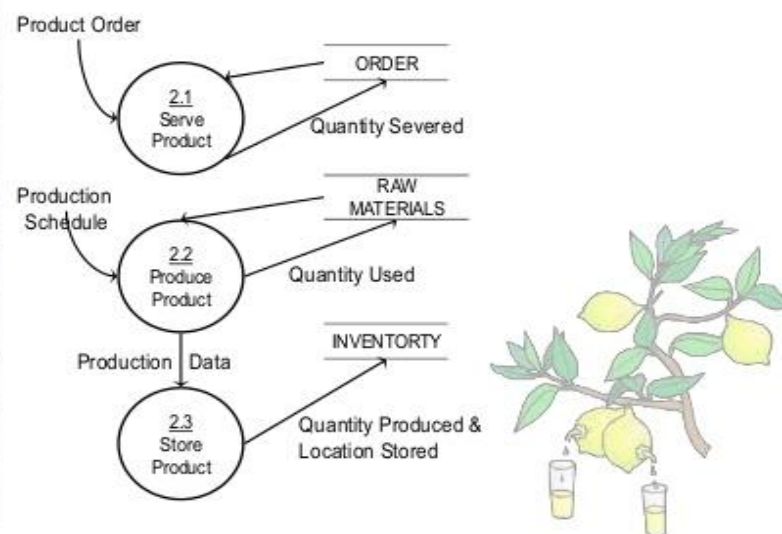 Product Order
ORDER
2.1
Serve
Product
Quantity Severed
Production
Schedule
RAW
MATERIALS
2.2
Produce
Product
Quantity Used
Production Data
INVENTORTY
2.3
Store
Product
Quantity Produced &
Location Stored